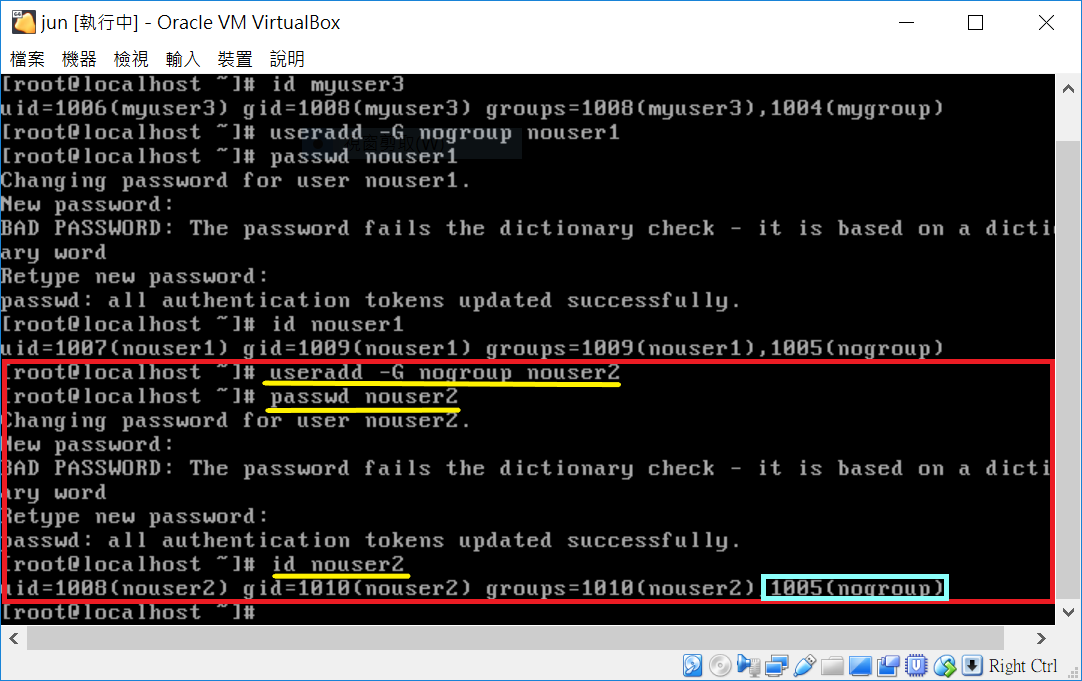 jun [執行中] - Oracle VM VirtualBox
檔案 機器 檢視 輸入 裝置 說明
[root@localhost ~]# id myuser3
uid=1006(myuser3) gid=1008(myuser3) groups=1008(myuser3),1004(mygroup)
[root@localhost ~]# useradd -G nogroup nouser1
[root@localhost ~]# passwd nouser1
Changing password for user nouser1.
New password:
BAD PASSWORD: The password fails the dictionary check - it is based on a dicti
ary word
Retype new password:
passwd: all authentication tokens updated successfully.
[root@localhost ~]# id nouser1
uid=1007(nouser1) gid=1009(nouser1) groups=1009(nouser1),1005(nogroup)
[root@localhost ~]# useradd -G nogroup nouser2
[root@localhost ~]# passwd nouser2
Changing password for user nouser2.
New password:
BAD PASSWORD: The password fails the dictionary check - it is based on a dicti
ary word
Retype new password:
passwd: all authentication tokens updated successfully.
[root@localhost ~]# id nouser2
uid=1008(nouser2) gid=1010(nouser2) groups=1010(nouser2),1005(nogroup)
[root@localhost ~]#
Right Ctrl